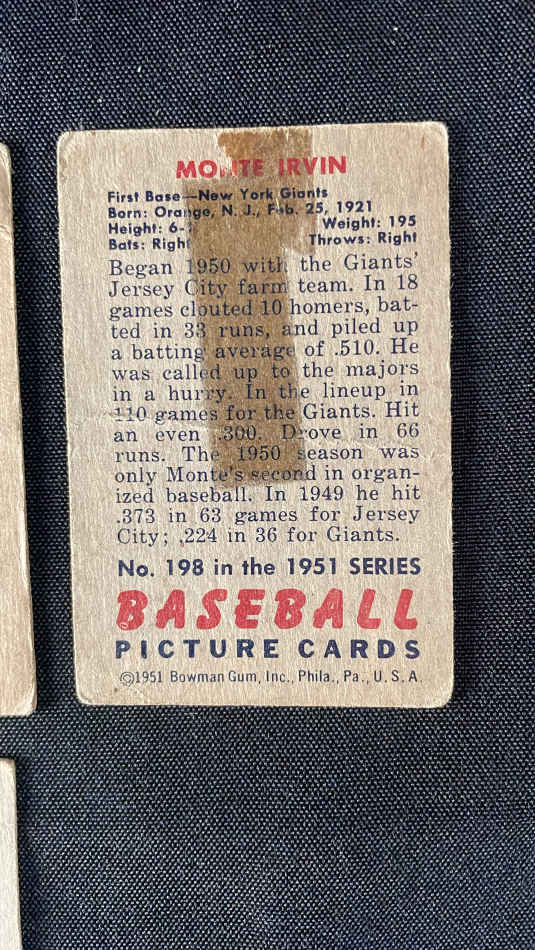 MONTE IRVIN
First Base—New York Giants
Born: Orange, N. J., Feb. 25, 1921
Height: 6- Weight: 195
Bats: Right Throws: Right
Began 1950 with the Giants'
Jersey City farm team. In 18
games clouted 10 homers, bat-
ted in 33 runs, and piled up
a batting average of .510. He
was called up to the majors
in a hurry. In the lineup in
110 games for the Giants. Hit
an even .300. Drove in 66
runs. The 1950 season was
only Monte's second in organ-
ized baseball. In 1949 he hit
.373 in 63 games for Jersey
City; .224 in 36 for Giants.
No. 198 in the 1951 SERIES
BASEBALL
PICTURE CARDS
©1951 Bowman Gum, Inc., Phila., Pa., U. S. A.